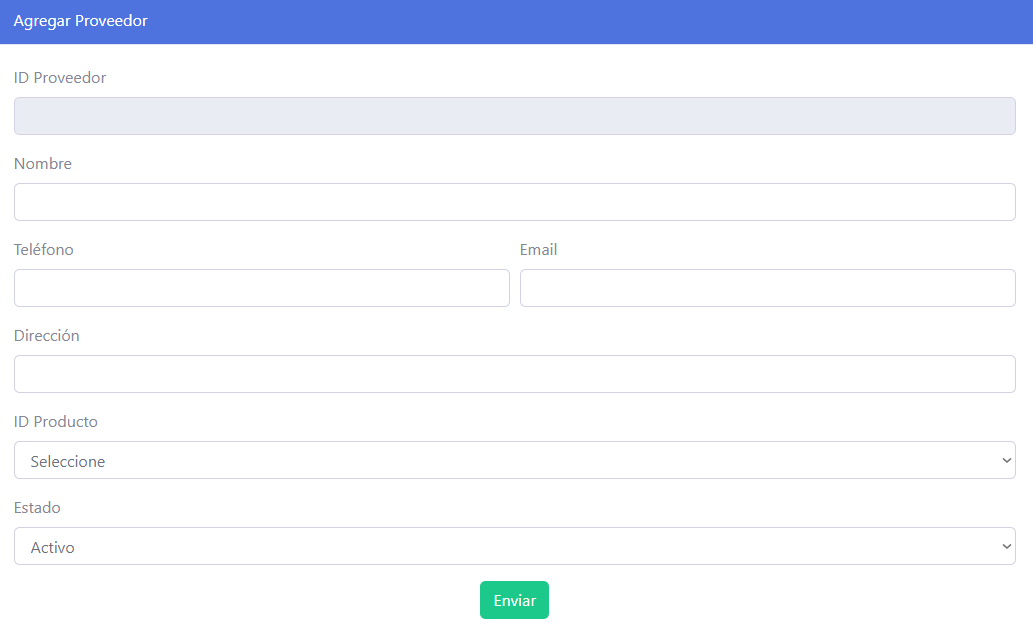 Agregar Proveedor
ID Proveedor
Nombre
Teléfono
Email
Dirección
ID Producto
Seleccione
Estado
Activo
Enviar